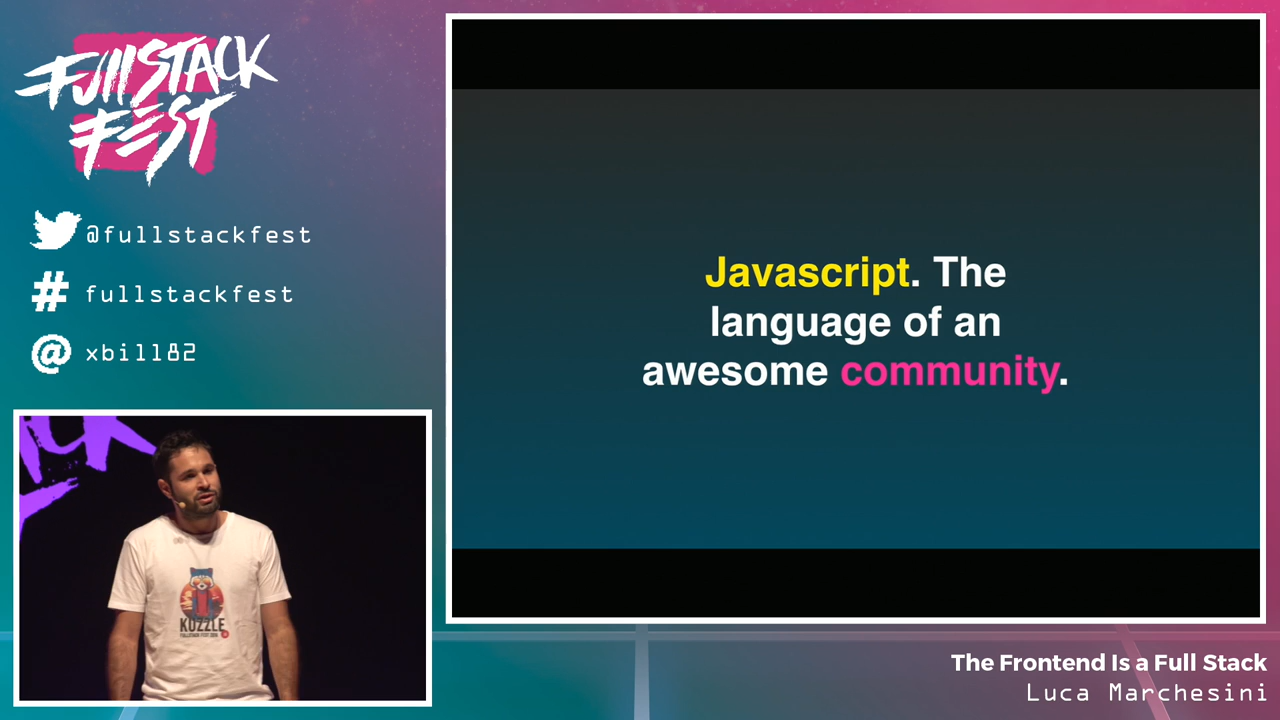 FullStack
Fest
@fullstackfest
# fullstackfest
@ xbill82
Javascript. The
language of an
awesome community.
KUZZLE
The Frontend Is a Full Stack
Luca Marchesini